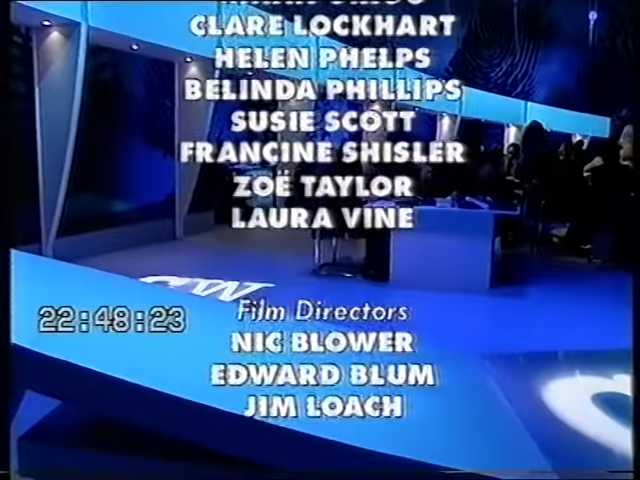 CLARE LOCKHART
HELEN PHELPS
BELINDA PHILLIPS
SUSIE SCOTT
FRANCINE SHISLER
ZOË TAYLOR
LAURA VINE
22:48:23
Film Directors
NIC BLOWER
EDWARD BLUM
JIM LOACH